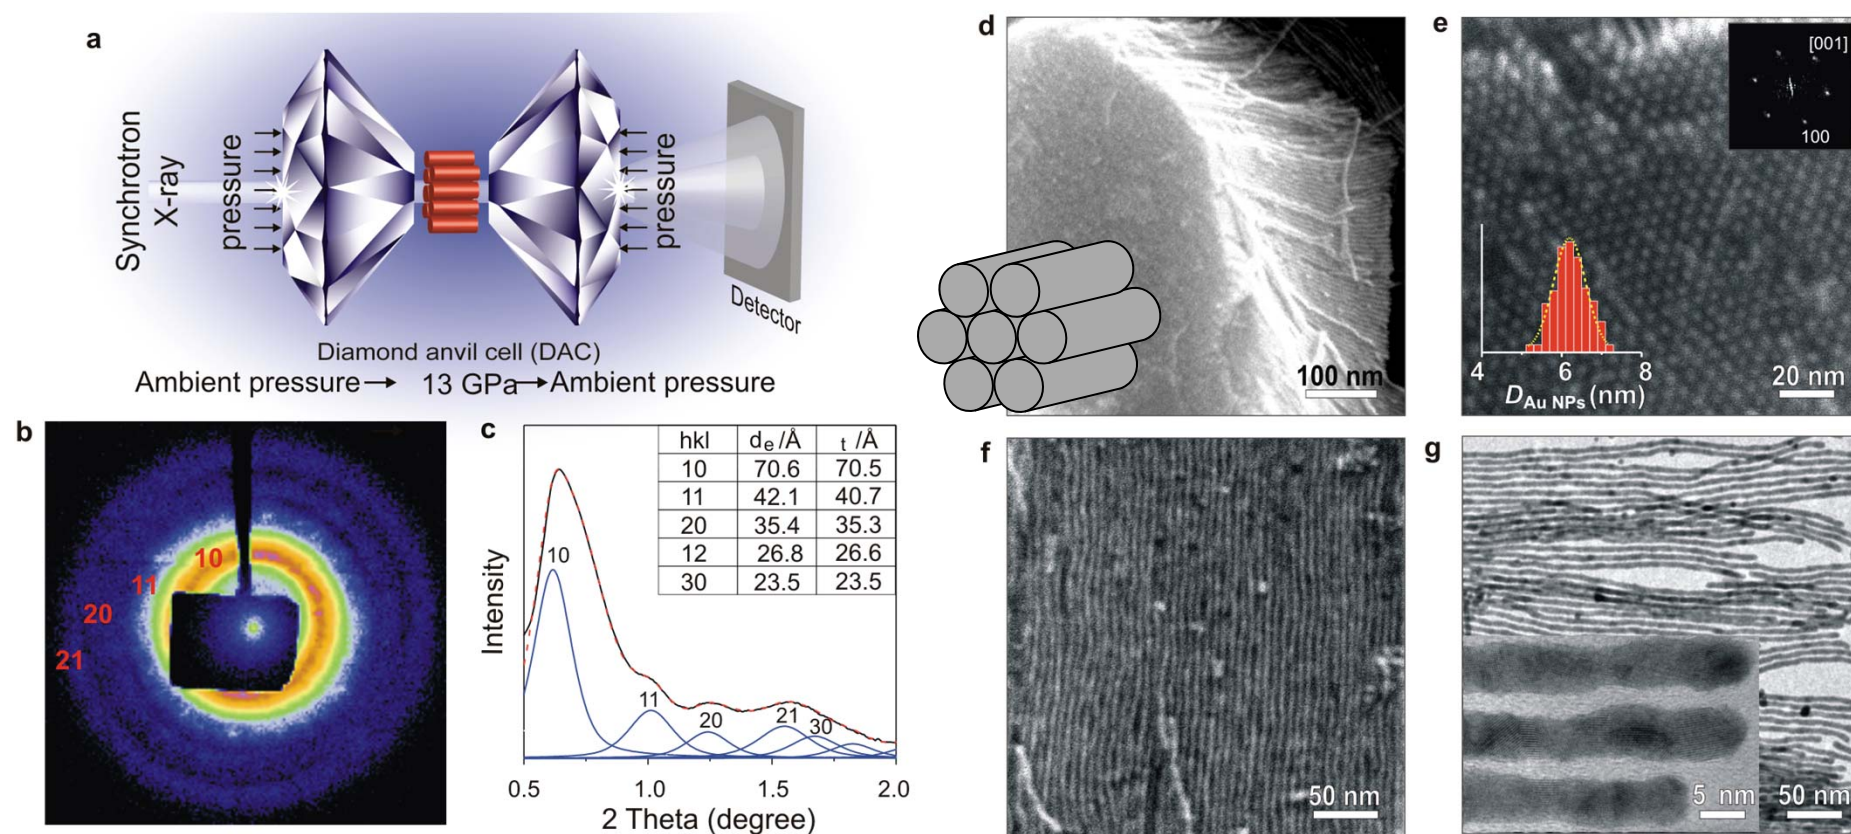 a
Synchrotron
X-ray
pressure
pressure
Detector
Diamond anvil cell (DAC)
Ambient pressure → 13 GPa → Ambient pressure
b
10
11
20
21
c
hkl de /Å t /Å
10 70.6 70.5
11 42.1 40.7
20 35.4 35.3
12 26.8 26.6
30 23.5 23.5
10
11
20
21
30
Intensity
0.5 1.0 1.5 2.0
2 Theta (degree)
d
100 nm
e
[001]
100
4 6 8
DAu NPs (nm)
20 nm
f
50 nm
g
5 nm
50 nm